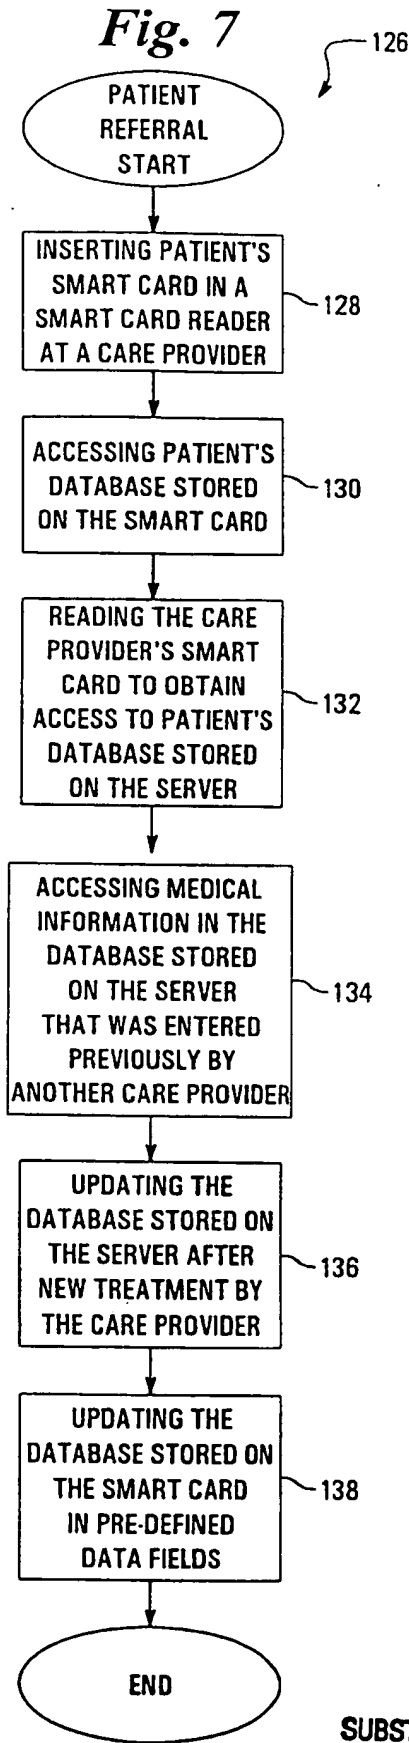 Fig. 7
126
PATIENT
REFERRAL
START
INSERTING PATIENT'S
SMART CARD IN A
SMART CARD READER
AT A CARE PROVIDER
128
ACCESSING PATIENT'S
DATABASE STORED
ON THE SMART CARD
130
READING THE CARE
PROVIDER'S SMART
CARD TO OBTAIN
ACCESS TO PATIENT'S
DATABASE STORED
ON THE SERVER
132
ACCESSING MEDICAL
INFORMATION IN THE
DATABASE STORED
ON THE SERVER
THAT WAS ENTERED
PREVIOUSLY BY
ANOTHER CARE PROVIDER
134
UPDATING THE
DATABASE STORED ON
THE SERVER AFTER
NEW TREATMENT BY
THE CARE PROVIDER
136
UPDATING THE
DATABASE STORED ON
THE SMART CARD
IN PRE-DEFINED
DATA FIELDS
138
END